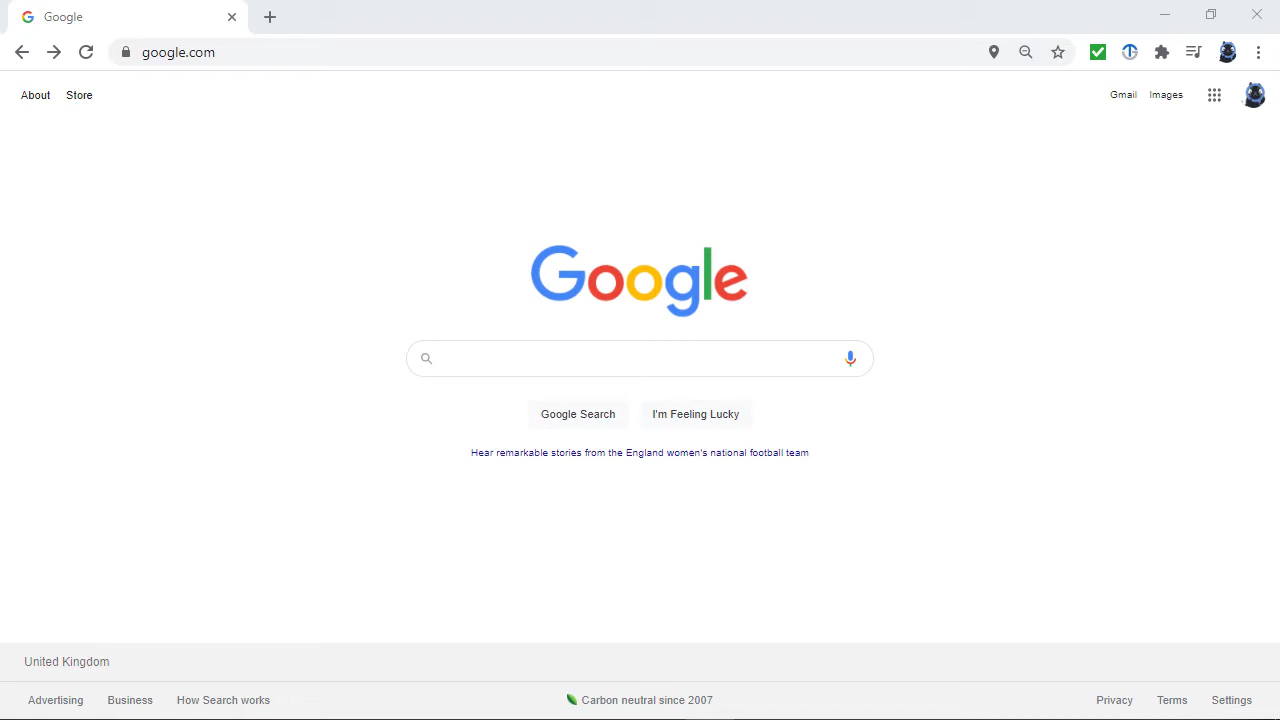 Google
google.com
About Store Gmail Images
Google
Google Search I'm Feeling Lucky
Hear remarkable stories from the England women's national football team
United Kingdom
Advertising Business How Search works Carbon neutral since 2007 Privacy Terms Settings